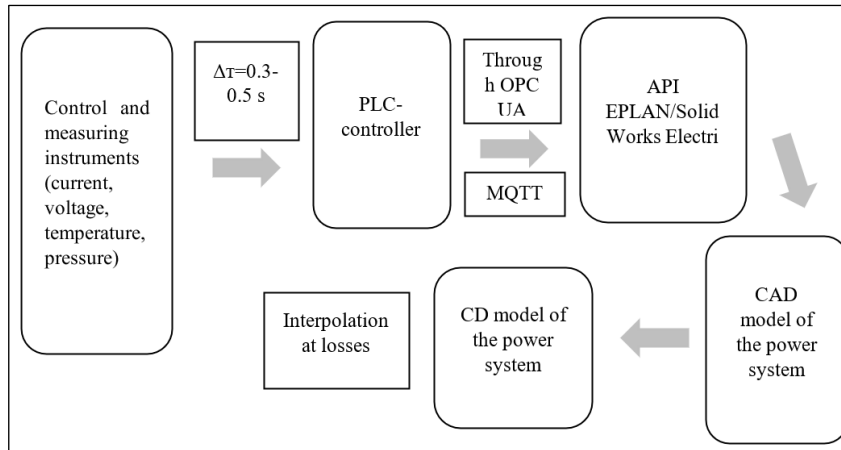 Control and
measuring
instruments
(current,
voltage,
temperature,
pressure)
Δτ=0.3-
0.5 s
PLC-
controller
Throug
h OPC
UA
MQTT
API
EPLAN/Solid
Works Electri
CAD
model of
the power
system
CD model of
the power
system
Interpolation
at losses